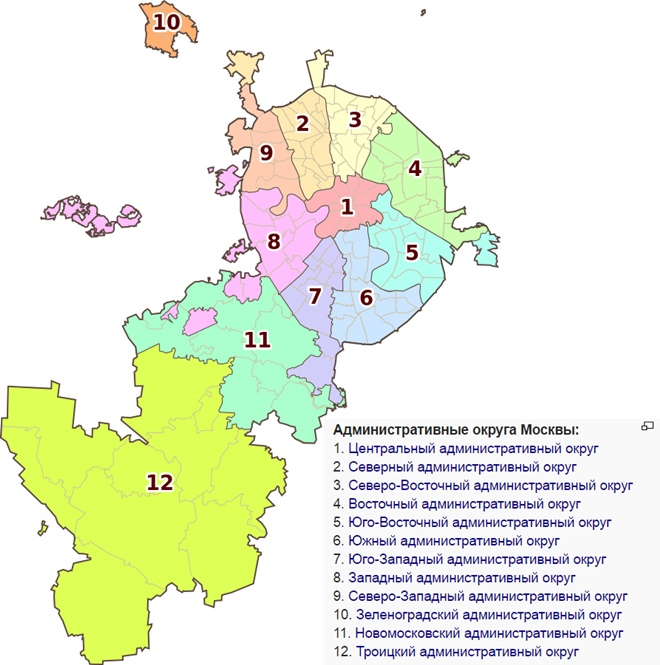 10
2
3
9
4
1
8
5
7
6
11
12
Административные округа Москвы:
1. Центральный административный округ
2. Северный административный округ
3. Северо-Восточный административный округ
4. Восточный административный округ
5. Юго-Восточный административный округ
6. Южный административный округ
7. Юго-Западный административный округ
8. Западный административный округ
9. Северо-Западный административный округ
10. Зеленоградский административный округ
11. Новомосковский административный округ
12. Троицкий административный округ